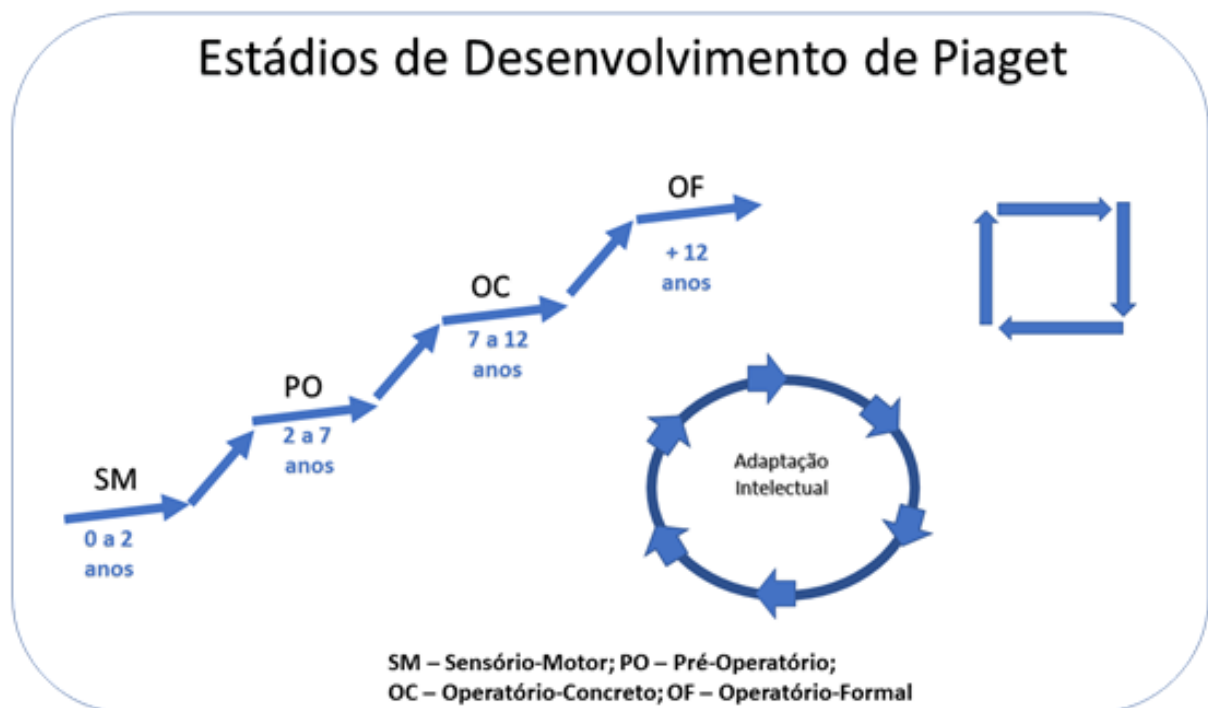 Estádios de Desenvolvimento de Piaget
OF
+ 12
anos
OC
7 a 12
anos
PO
2 a 7
anos
SM
0 a 2
anos
Adaptação
Intelectual
SM – Sensório-Motor; PO – Pré-Operatório;
OC – Operatório-Concreto; OF – Operatório-Formal